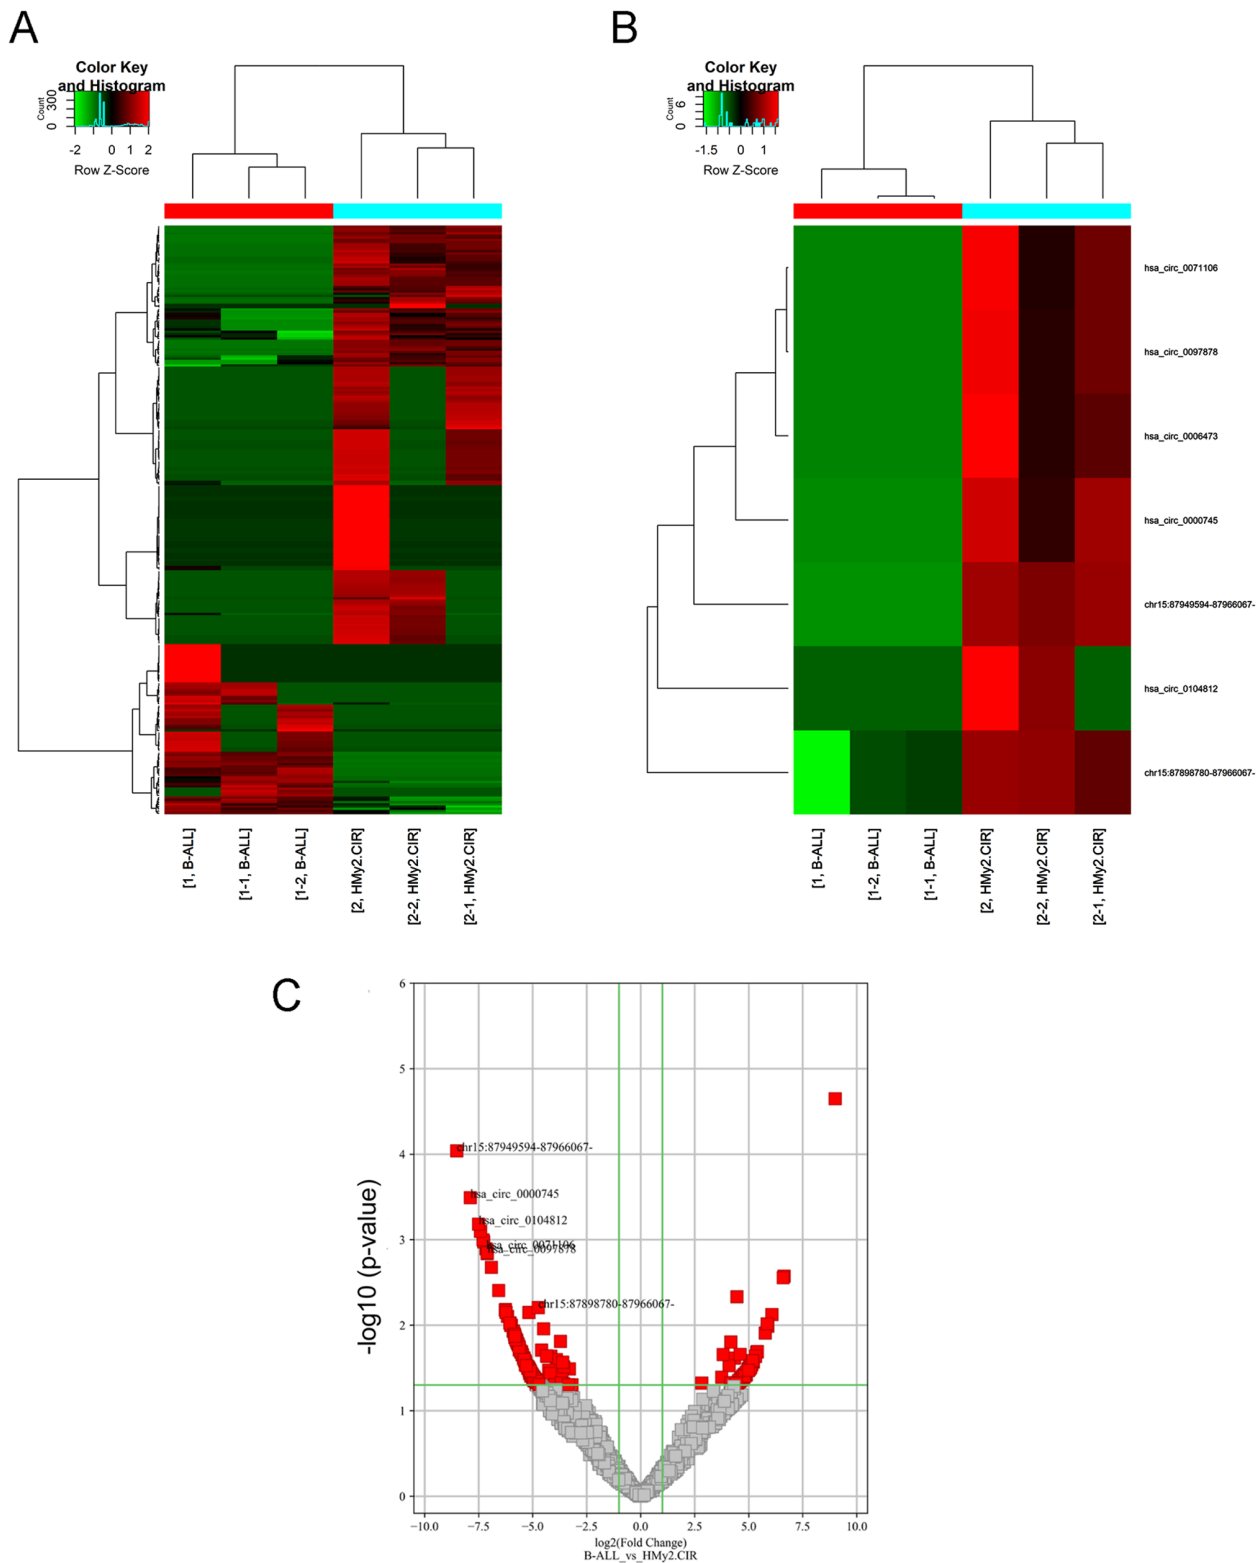 A
Color Key
and Histogram
Count
0 300
-2 0 1 2
Row Z-Score
[1, B-ALL]
[1-1, B-ALL]
[1-2, B-ALL]
[2, HMy2.CIR]
[2-2, HMy2.CIR]
[2-1, HMy2.CIR]
B
Color Key
and Histogram
Count
0 6
-1.5 0 1
Row Z-Score
hsa_circ_0071106
hsa_circ_0097878
hsa_circ_0006473
hsa_circ_0000745
chr15:87949594-87966067-
hsa_circ_0104812
chr15:87898780-87966067-
[1, B-ALL]
[1-2, B-ALL]
[1-1, B-ALL]
[2, HMy2.CIR]
[2-2, HMy2.CIR]
[2-1, HMy2.CIR]
C
-log10 (p-value)
6
5
4
3
2
1
0
chr15:87949594-87966067-
hsa_circ_0000745
hsa_circ_0104812
hsa_circ_0071106
hsa_circ_0097878
chr15:87898780-87966067-
−10.0 −7.5 −5.0 −2.5 0.0 2.5 5.0 7.5 10.0
log2(Fold Change)
B-ALL_vs_HMy2.CIR